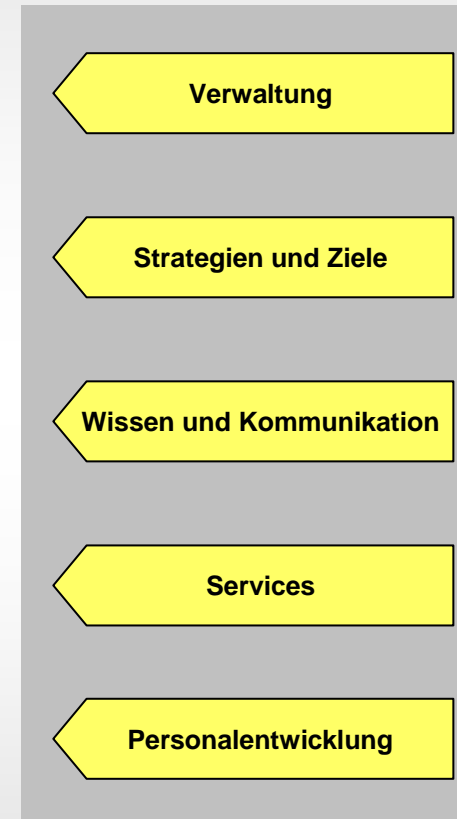 Verwaltung
Strategien und Ziele
Wissen und Kommunikation
Services
Personalentwicklung